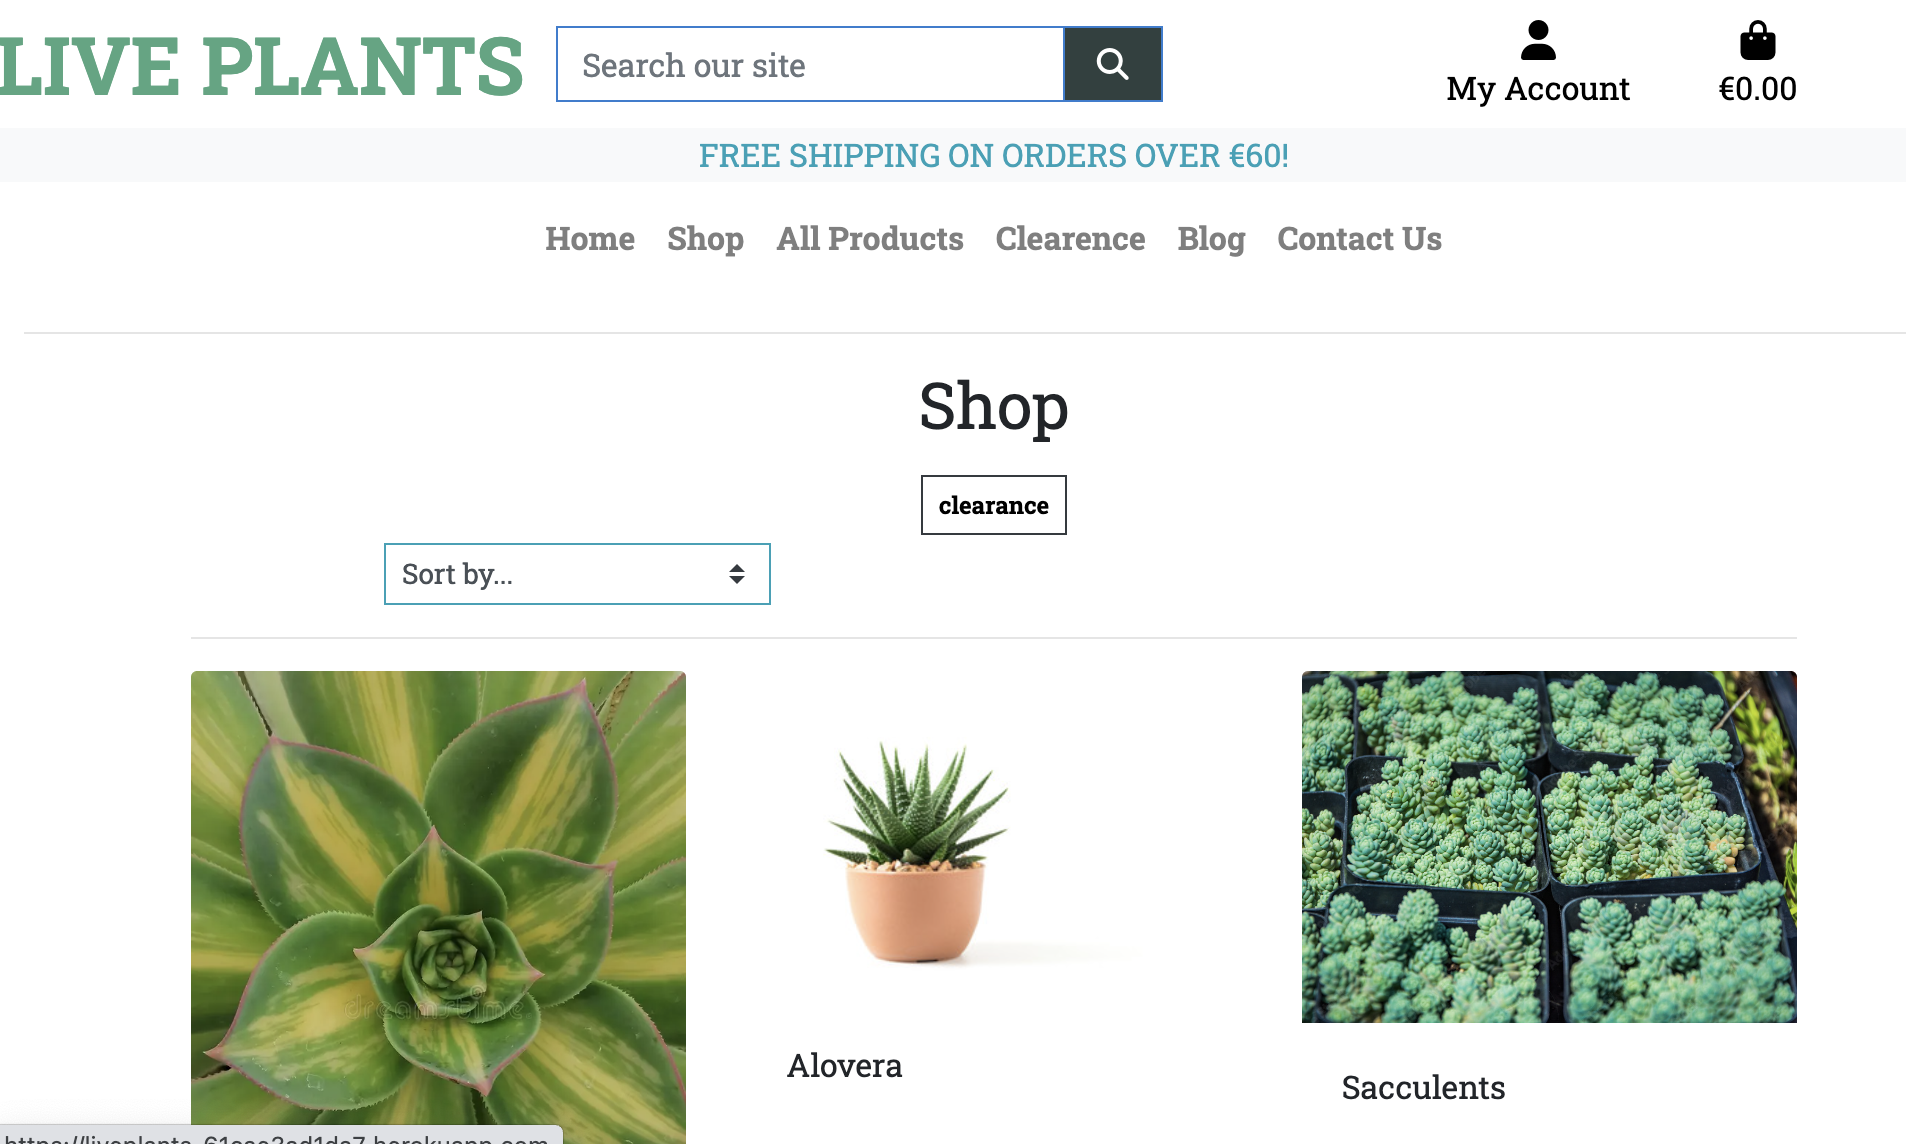 LIVE PLANTS
Search our site
My Account
€0.00
FREE SHIPPING ON ORDERS OVER €60!
Home Shop All Products Clearence Blog Contact Us
Shop
clearance
Sort by...
dreamstime
Alovera
Sacculents